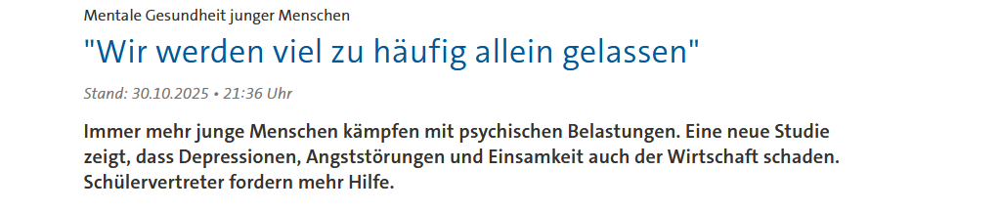 Mentale Gesundheit junger Menschen
"Wir werden viel zu häufig allein gelassen"
Stand: 30.10.2025 • 21:36 Uhr
Immer mehr junge Menschen kämpfen mit psychischen Belastungen. Eine neue Studie
zeigt, dass Depressionen, Angststörungen und Einsamkeit auch der Wirtschaft schaden.
Schülervertreter fordern mehr Hilfe.